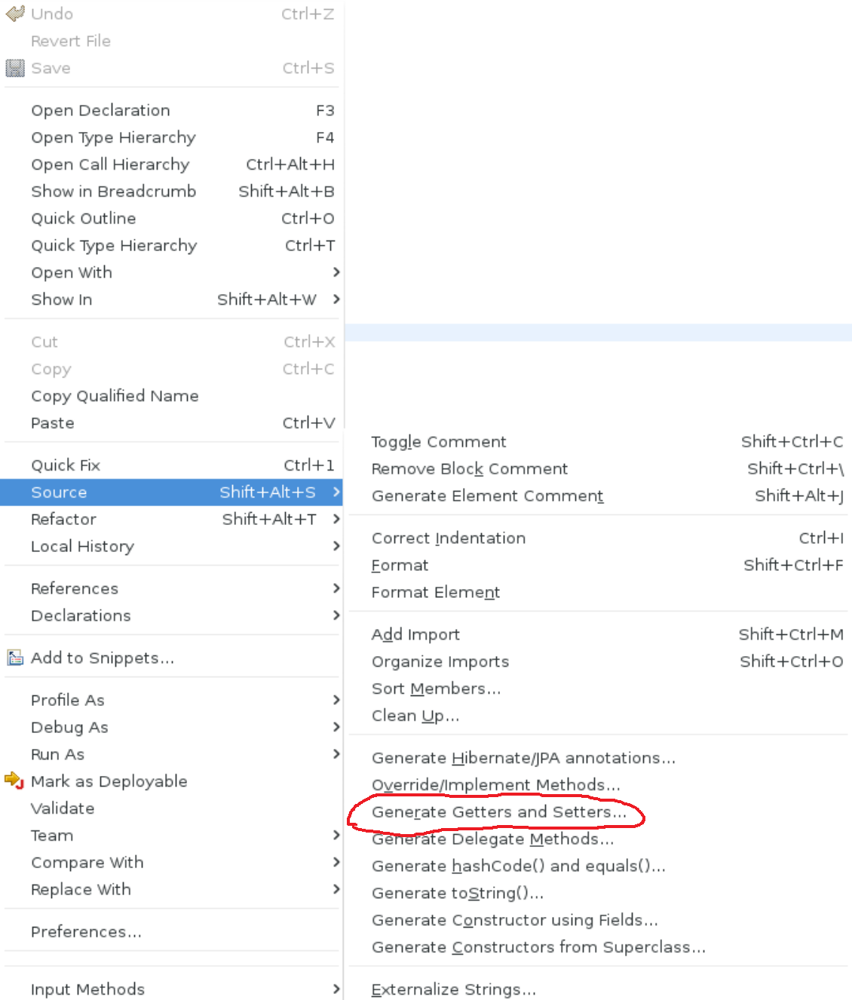 Undo Ctrl+Z
Revert File
Save Ctrl+S
Open Declaration F3
Open Type Hierarchy F4
Open Call Hierarchy Ctrl+Alt+H
Show in Breadcrumb Shift+Alt+B
Quick Outline Ctrl+O
Quick Type Hierarchy Ctrl+T
Open With
Show In Shift+Alt+W
Cut Ctrl+X
Copy Ctrl+C
Copy Qualified Name
Paste Ctrl+V
Quick Fix Ctrl+1
Source Shift+Alt+S
Refactor Shift+Alt+T
Local History
References
Declarations
Add to Snippets...
Profile As
Debug As
Run As
Mark as Deployable
Validate
Team
Compare With
Replace With
Preferences...
Input Methods
Toggle Comment Shift+Ctrl+C
Remove Block Comment Shift+Ctrl+\
Generate Element Comment Shift+Alt+J
Correct Indentation Ctrl+I
Format Shift+Ctrl+F
Format Element
Add Import Shift+Ctrl+M
Organize Imports Shift+Ctrl+O
Sort Members...
Clean Up...
Generate Hibernate/JPA annotations...
Override/Implement Methods...
Generate Getters and Setters...
Generate Delegate Methods...
Generate hashCode() and equals()...
Generate toString()...
Generate Constructor using Fields...
Generate Constructors from Superclass...
Externalize Strings...